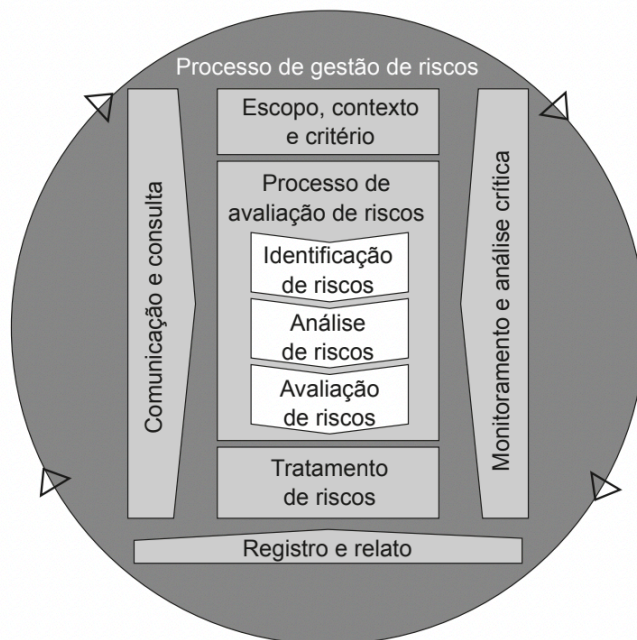 Processo de gestão de riscos
Escopo, contexto
e critério
Processo de
avaliação de riscos
Identificação
de riscos
Análise
de riscos
Avaliação
de riscos
Tratamento
de riscos
Comunicação e consulta
Monitoramento e análise crítica
Registro e relato